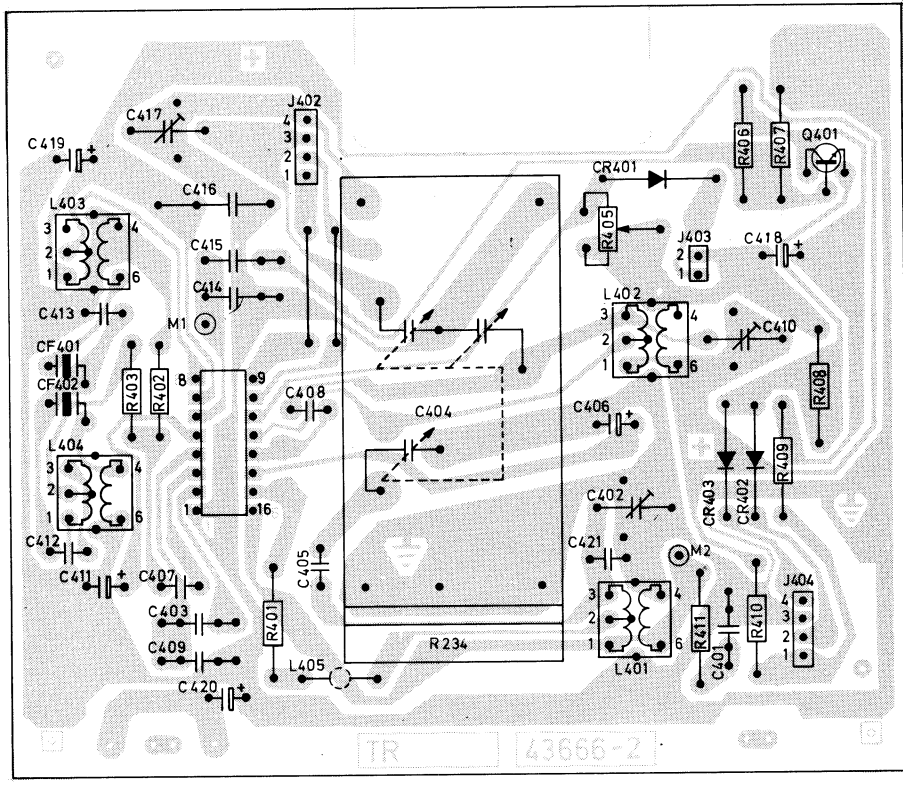 J402
C417
4
3
2
1
C419
+
R406
R407
Q401
CR401
C416
L403
3
4
2
1
6
R405
J403
2
1
C418
+
C415
C414
C413
M1
L402
3
4
2
1
6
C410
CF401
CF402
R403
R402
8
9
1
16
C408
C404
R408
C406
+
L404
3
4
2
1
6
CR403
CR402
R409
C402
C412
C411
+
C407
C405
C421
M2
C403
R401
C409
L405
C420
+
R234
3
4
2
1
6
L401
R411
C401
R410
J404
4
3
2
1
TR 43666-2